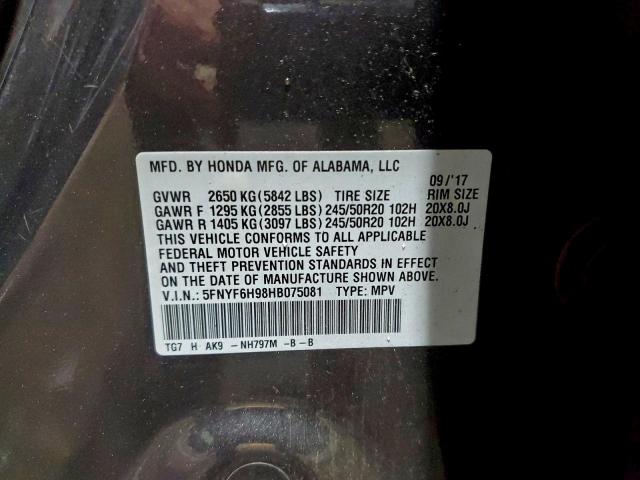 MFD. BY HONDA MFG. OF ALABAMA, LLC
09/'17
GVWR 2650 KG (5842 LBS) TIRE SIZE RIM SIZE
GAWR F 1295 KG (2855 LBS) 245/50R20 102H 20X8.0J
GAWR R 1405 KG (3097 LBS) 245/50R20 102H 20X8.0J
THIS VEHICLE CONFORMS TO ALL APPLICABLE
FEDERAL MOTOR VEHICLE SAFETY
AND THEFT PREVENTION STANDARDS IN EFFECT
ON THE DATE OF MANUFACTURE SHOWN ABOVE.
V.I.N.: 5FNYF6H98HB075081 TYPE: MPV
TG7 H AK9 -NH797M -B-B